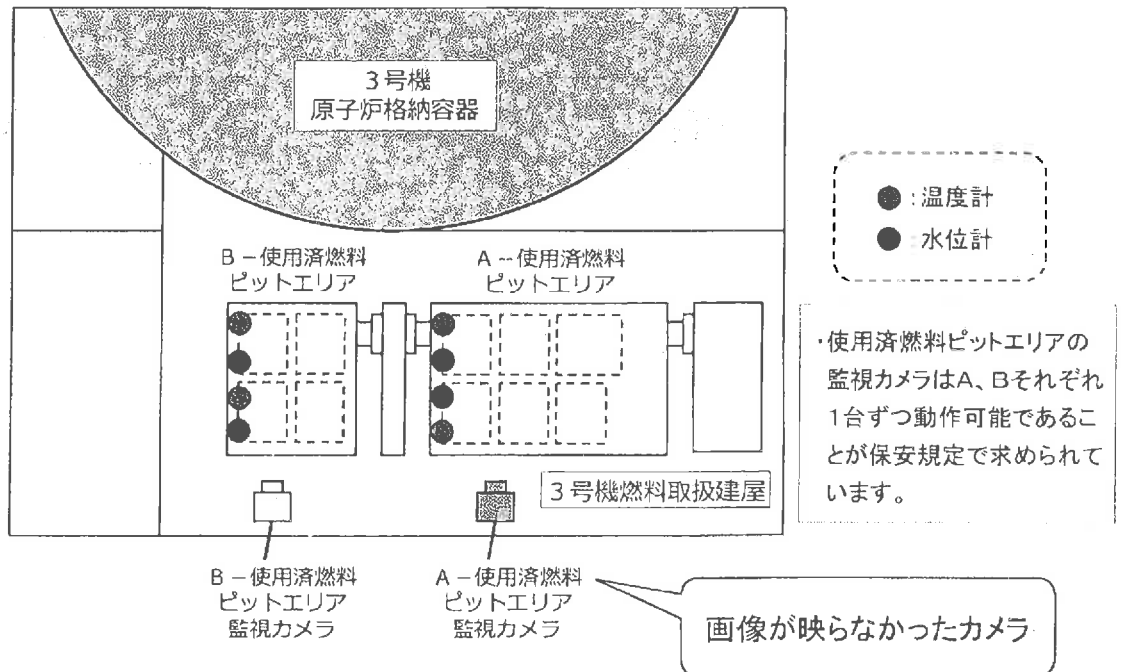 3号機
原子炉格納容器
:温度計
:水位計
B－使用済燃料
ピットエリア
A－使用済燃料
ピットエリア
・使用済燃料ピットエリアの
監視カメラはA、Bそれぞれ
1台ずつ動作可能であるこ
とが保安規定で求められて
います。
3号機燃料取扱建屋
B－使用済燃料
ピットエリア
監視カメラ
A－使用済燃料
ピットエリア
監視カメラ
画像が映らなかったカメラ